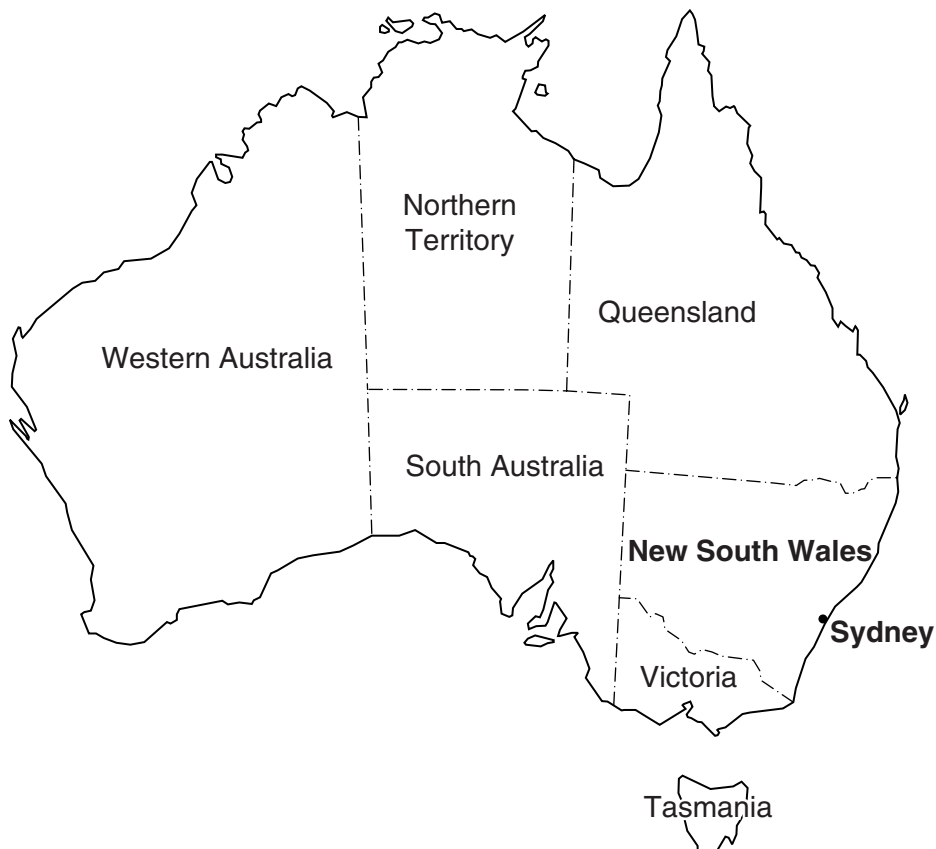 Northern
Territory
Queensland
Western Australia
South Australia
New South Wales
Sydney
Victoria
Tasmania